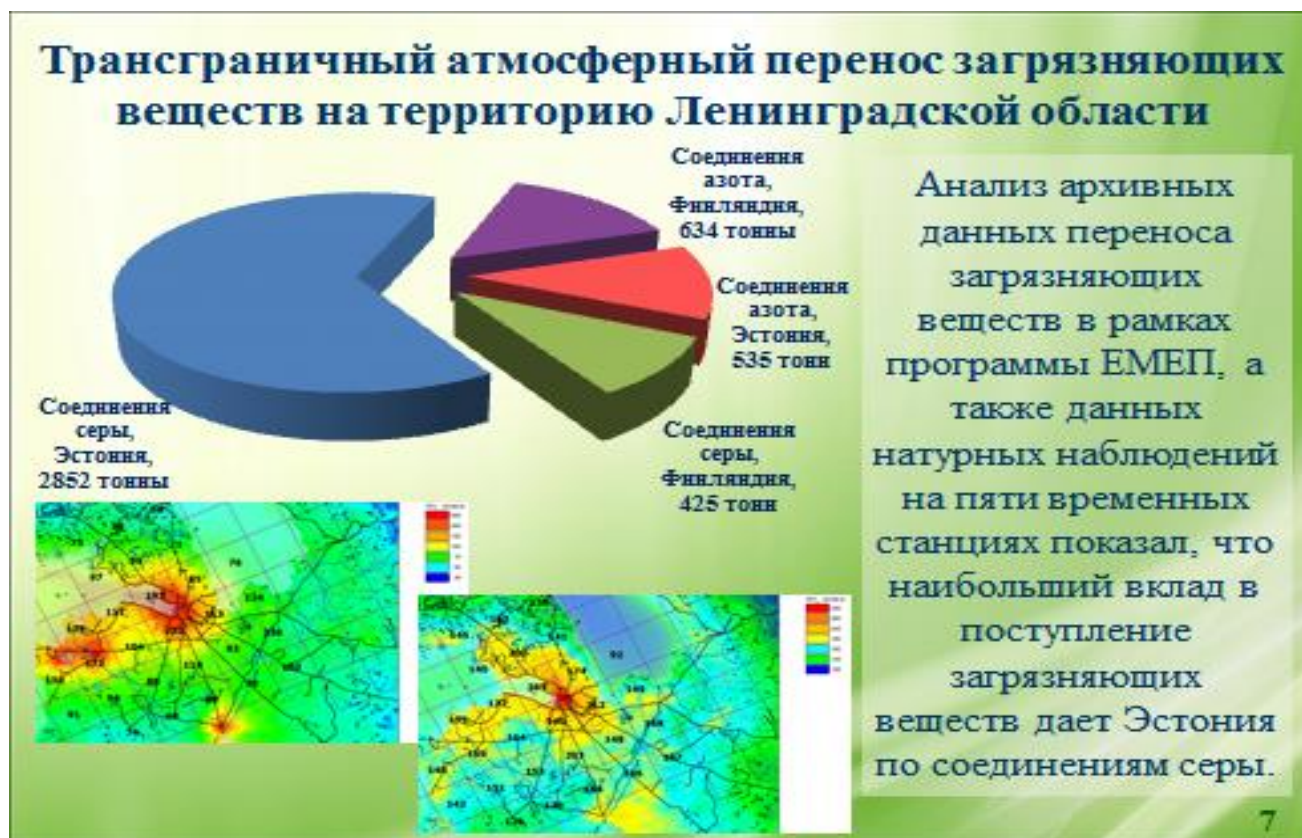 Трансграничный атмосферный перенос загрязняющих
веществ на территорию Ленинградской области
Соединения
азота,
Финляндия,
634 тонны
Соединения
азота,
Эстония,
535 тонн
Соединения
серы,
Финляндия,
425 тонн
Соединения
серы,
Эстония,
2852 тонны
Анализ архивных
данных переноса
загрязняющих
веществ в рамках
программы ЕМЕП, а
также данных
натурных наблюдений
на пяти временных
станциях показал, что
наибольший вклад в
поступление
загрязняющих
веществ дает Эстония
по соединениям серы.
7